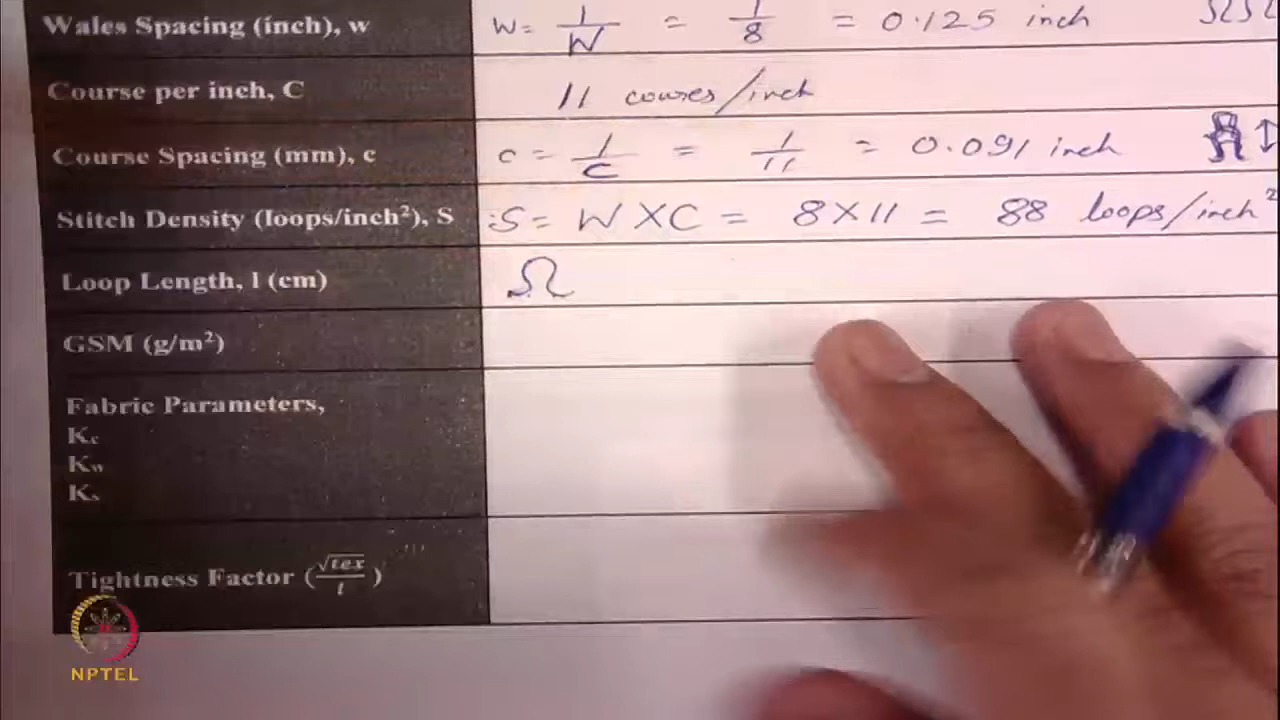 Wales Spacing (inch), w w = 1/W = 1/8 = 0.125 inch
Course per inch, C 11 courses/inch
Course Spacing (mm), c c = 1/C = 1/11 = 0.091 inch
Stitch Density (loops/inch²), S S = W X C = 8 X 11 = 88 loops/inch²
Loop Length, l (cm)
GSM (g/m²)
Fabric Parameters,
Kc
Kw
Ks
Tightness Factor (√tex/l)
NPTEL